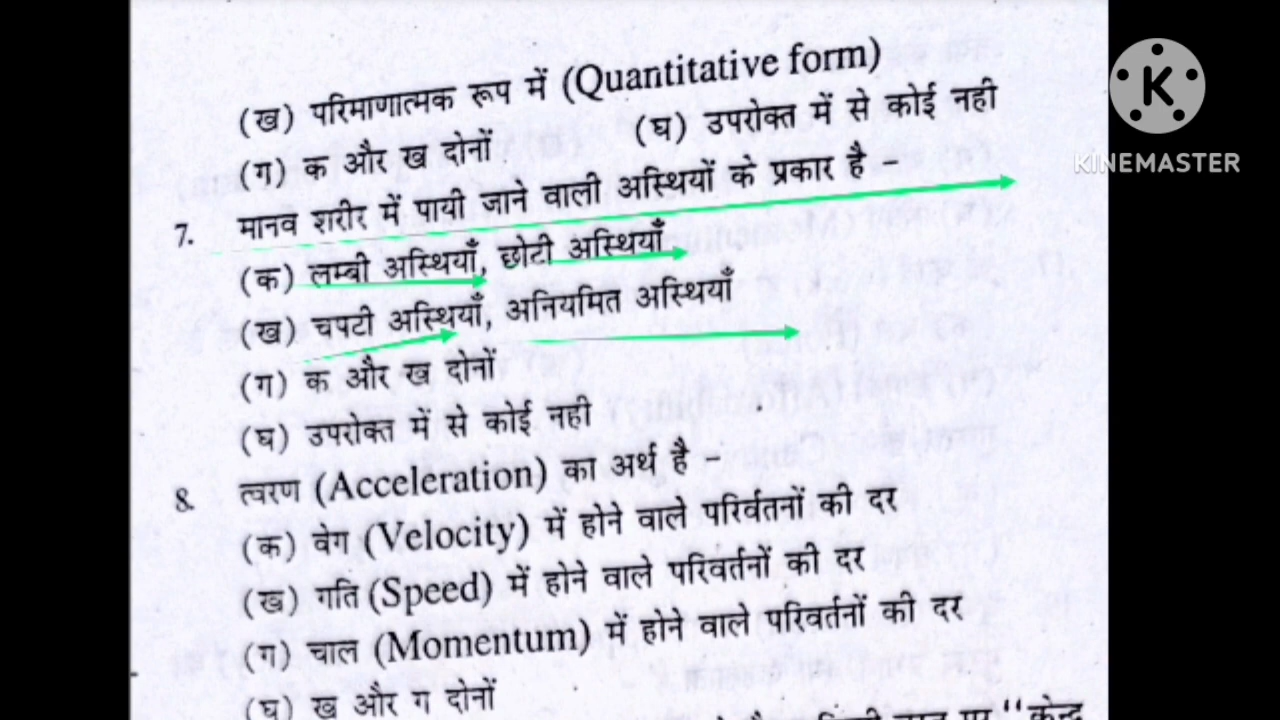 (ख) परिमाणात्मक रूप में (Quantitative form)
(ग) क और ख दोनों (घ) उपरोक्त में से कोई नही
7. मानव शरीर में पायी जाने वाली अस्थियों के प्रकार है -
(क) लम्बी अस्थियाँ, छोटी अस्थियाँ
(ख) चपटी अस्थियाँ, अनियमित अस्थियाँ
(ग) क और ख दोनों
(घ) उपरोक्त में से कोई नही
8 त्वरण (Acceleration) का अर्थ है -
(क) वेग (Velocity) में होने वाले परिर्वतनों की दर
(ख) गति (Speed) में होने वाले परिवर्तनों की दर
(ग) चाल (Momentum) में होने वाले परिवर्तनों की दर
(घ) ख और ग दोनों
"केन्द्र
K
KINEMASTER